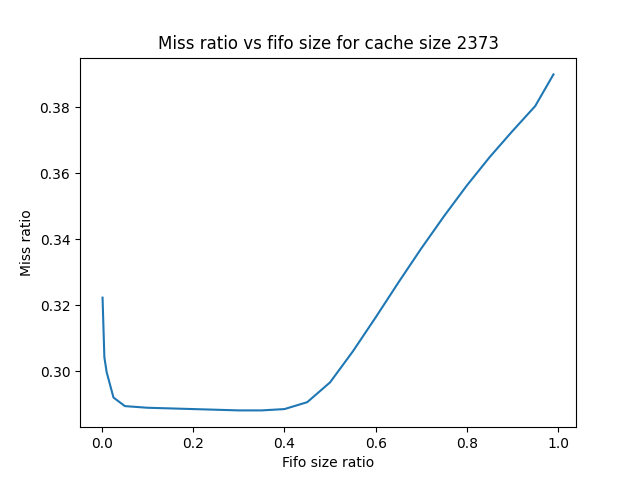 Miss ratio vs fifo size for cache size 2373
0.38
0.36
0.34
0.32
0.30
Miss ratio
0.0 0.2 0.4 0.6 0.8 1.0
Fifo size ratio